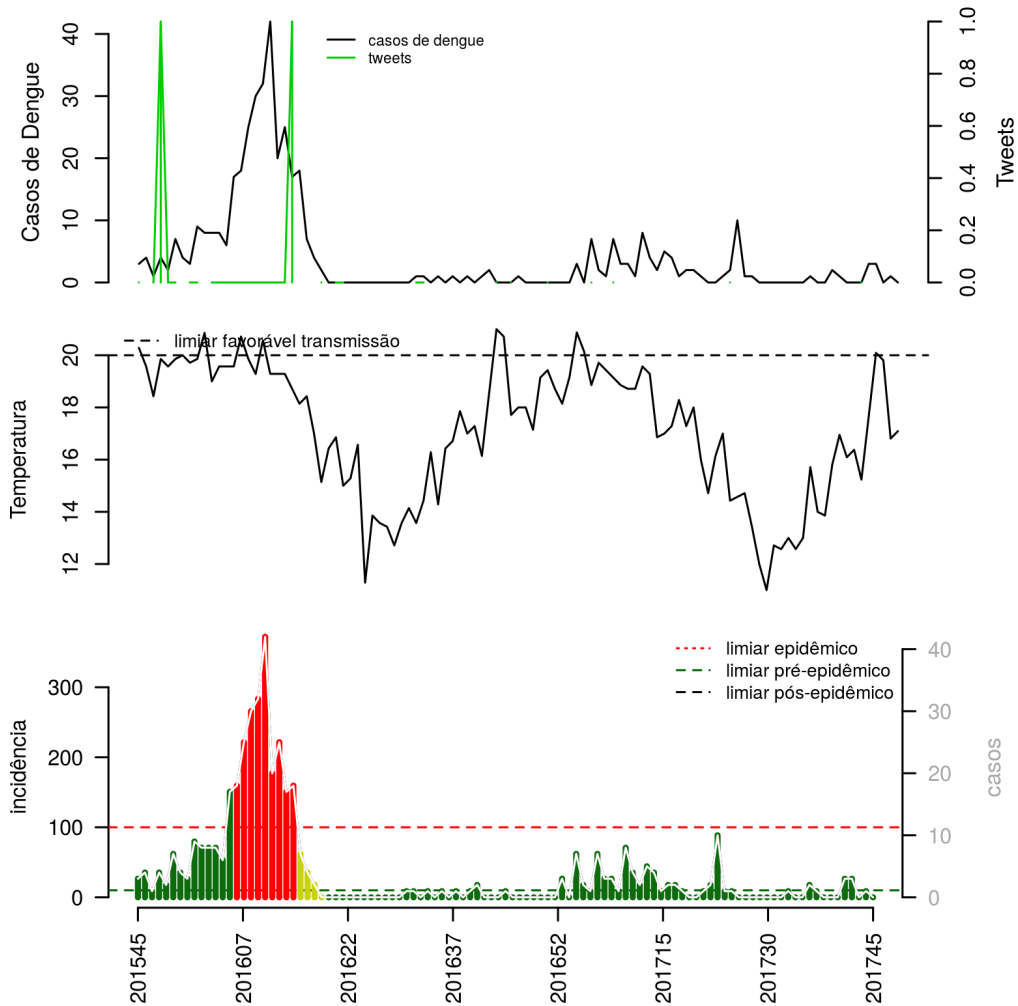 casos de dengue
tweets
Casos de Dengue
0 10 20 30 40
0.0 0.2 0.4 0.6 0.8 1.0
Tweets
limiar favorável transmissão
Temperatura
12 14 16 18 20
limiar epidêmico
limiar pré-epidêmico
limiar pós-epidêmico
incidência
0 100 200 300
0 10 20 30 40
casos
201545 201607 201622 201637 201652 201715 201730 201745